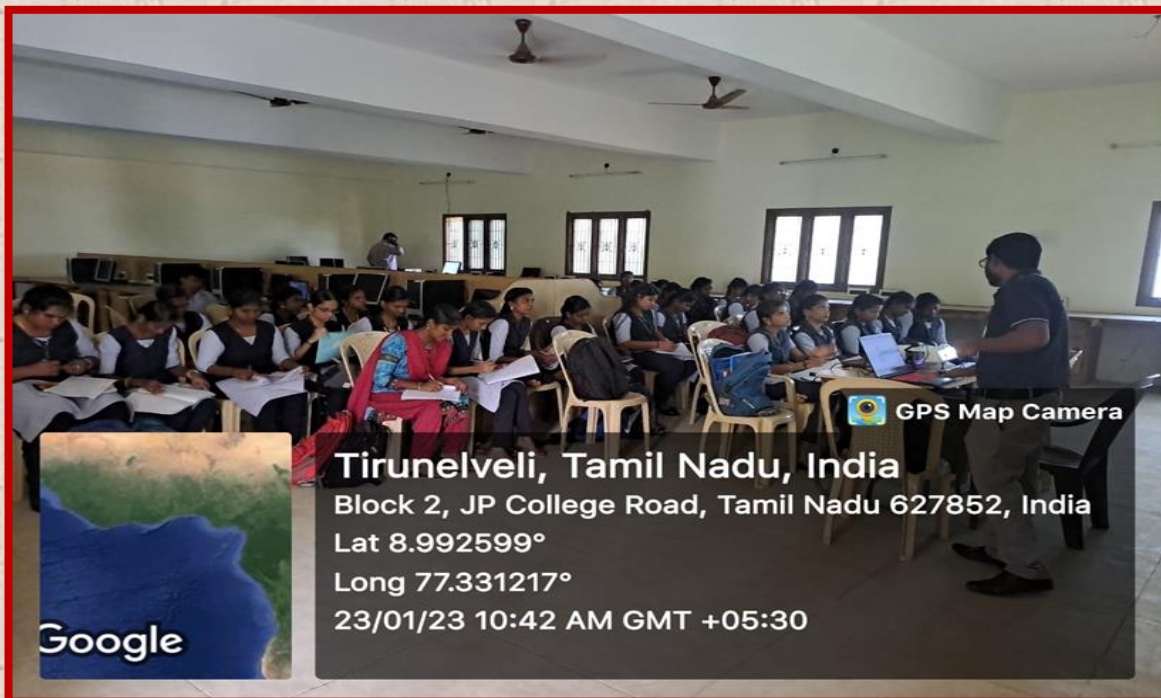 GPS Map Camera
Tirunelveli, Tamil Nadu, India
Block 2, JP College Road, Tamil Nadu 627852, India
Lat 8.992599°
Long 77.331217°
23/01/23 10:42 AM GMT +05:30
Google